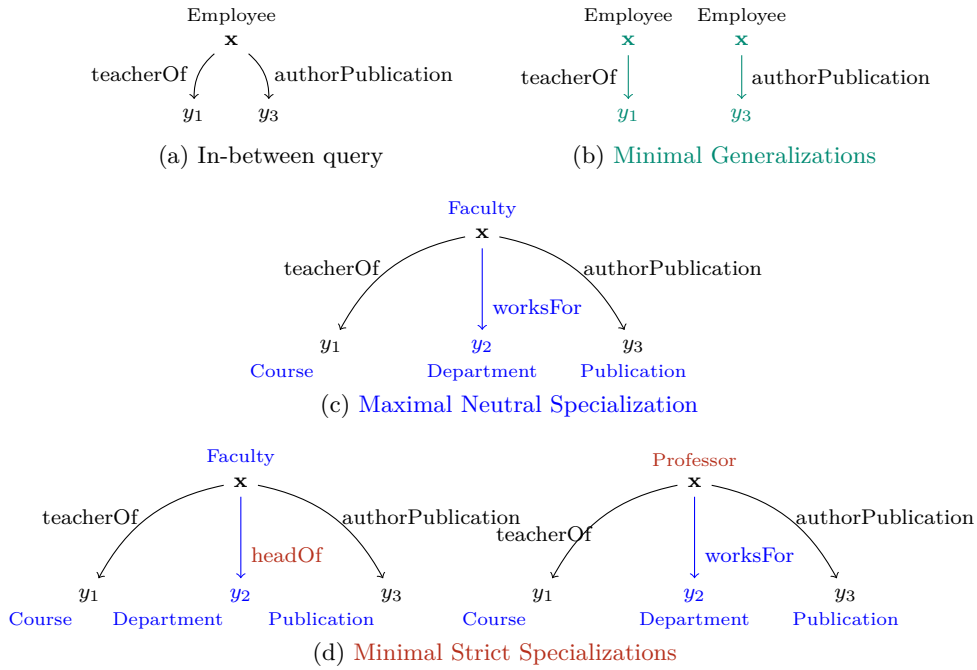 Employee
x
teacherOf
authorPublication
y1
y3
(a) In-between query
Employee
Employee
x
x
teacherOf
authorPublication
y1
y3
(b) Minimal Generalizations
Faculty
x
teacherOf
authorPublication
worksFor
y1
y2
y3
Course
Department
Publication
(c) Maximal Neutral Specialization
Faculty
x
teacherOf
authorPublication
headOf
y1
y2
y3
Course
Department
Publication
Professor
x
teacherOf
authorPublication
worksFor
y1
y2
y3
Course
Department
Publication
(d) Minimal Strict Specializations